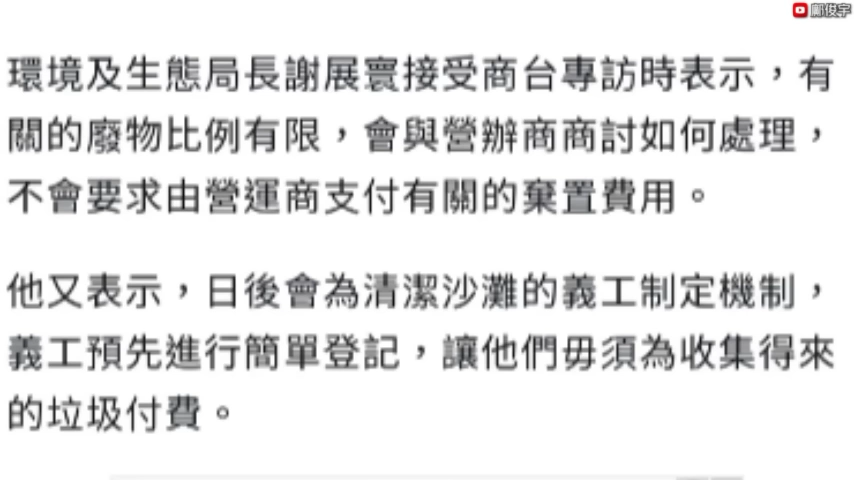 鄺俊宇
環境及生態局長謝展寰接受商台專訪時表示，有
關的廢物比例有限，會與營辦商商討如何處理，
不會要求由營運商支付有關的棄置費用。
他又表示，日後會為清潔沙灘的義工制定機制，
義工預先進行簡單登記，讓他們毋須為收集得來
的垃圾付費。